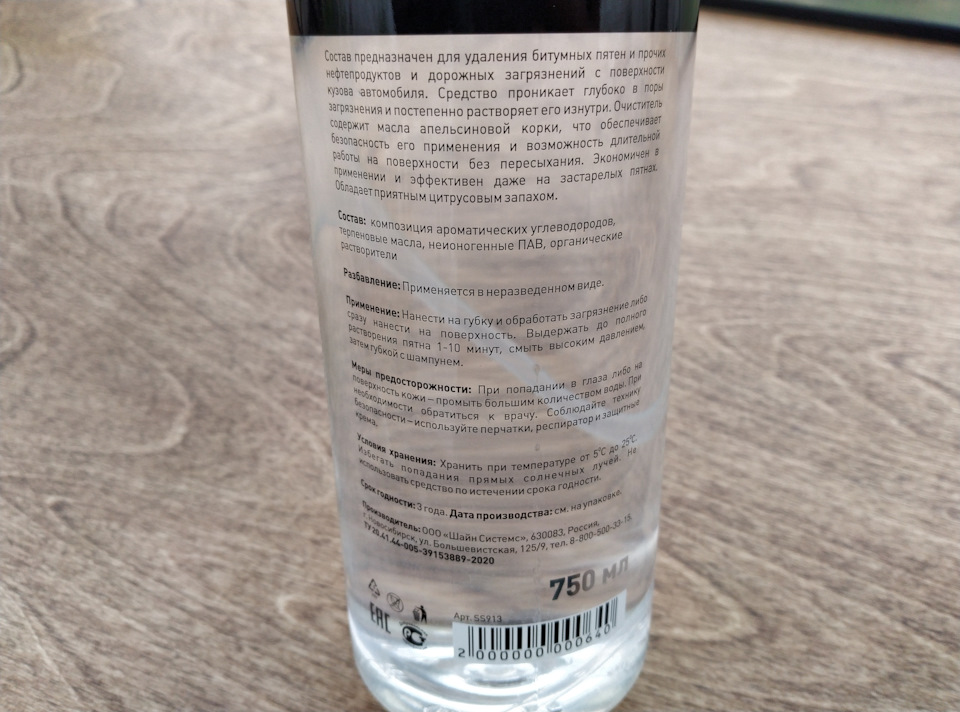 Состав предназначен для удаления битумных пятен и прочих
нефтепродуктов и дорожных загрязнений с поверхности
кузова автомобиля. Средство проникает глубоко в поры
загрязнения и постепенно растворяет его изнутри. Очиститель
содержит масла апельсиновой корки, что обеспечивает
безопасность его применения и возможность длительной
работы на поверхности без пересыхания. Экономичен в
применении и эффективен даже на застарелых пятнах.
Обладает приятным цитрусовым запахом.
Состав: композиция ароматических углеводородов,
терпеновые масла, неионогенные ПАВ, органические
растворители
Разбавление: Применяется в неразведенном виде.
Применение: Нанести на губку и обработать загрязнение либо
сразу нанести на поверхность. Выдержать до полного
растворения пятна 1-10 минут, смыть высоким давлением,
затем губкой с шампунем.
Меры предосторожности: При попадании в глаза либо на
поверхность кожи – промыть большим количеством воды. При
необходимости обратиться к врачу. Соблюдайте технику
безопасности – используйте перчатки, респиратор и защитные
крема.
Условия хранения: Хранить при температуре от 5°С до 25°С.
Избегать попадания прямых солнечных лучей. Не
использовать средство по истечении срока годности.
Срок годности: 3 года. Дата производства: см. на упаковке.
Производитель: ООО «Шайн Системс», 630083, Россия,
г. Новосибирск, ул. Большевистская, 125/9, тел. 8-800-500-33-15.
ТУ 20.41.44-005-39153889-2020
750 мл
Арт. SS913
EAC
2 000000 000640